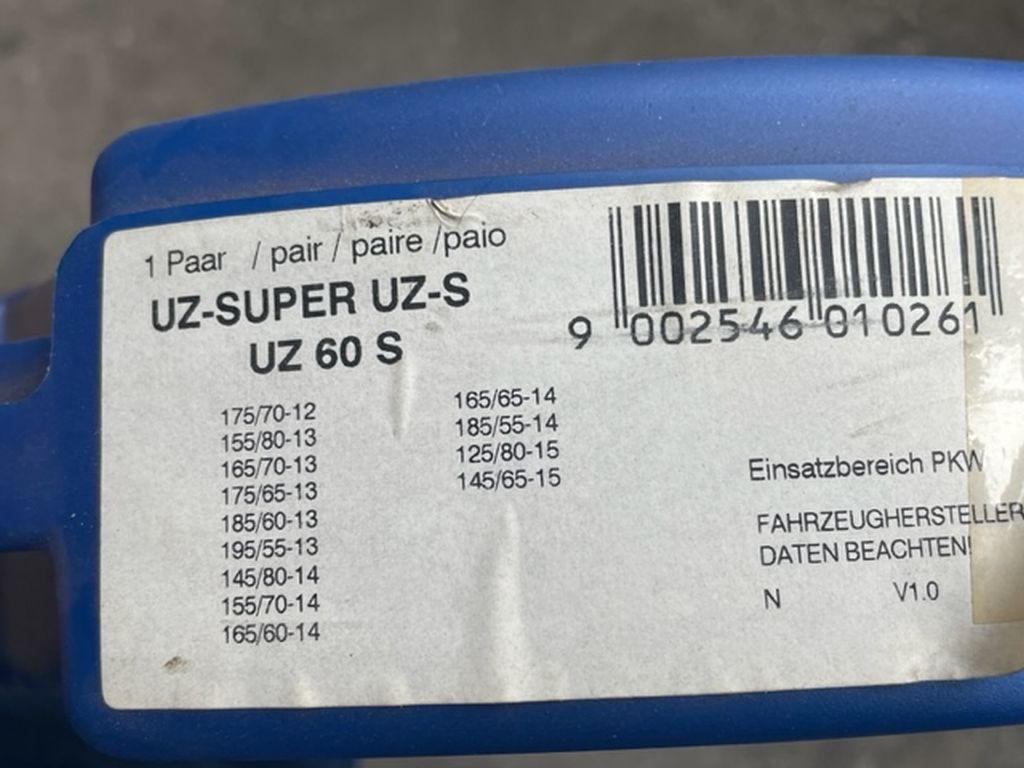 1 Paar / pair / paire / paio
UZ-SUPER UZ-S
UZ 60 S
9 002546 010261
175/70-12
155/80-13
165/70-13
175/65-13
185/60-13
195/55-13
145/80-14
155/70-14
165/60-14
165/65-14
185/55-14
125/80-15
145/65-15
Einsatzbereich PKW
FAHRZEUGHERSTELLER
DATEN BEACHTEN!
N V1.0